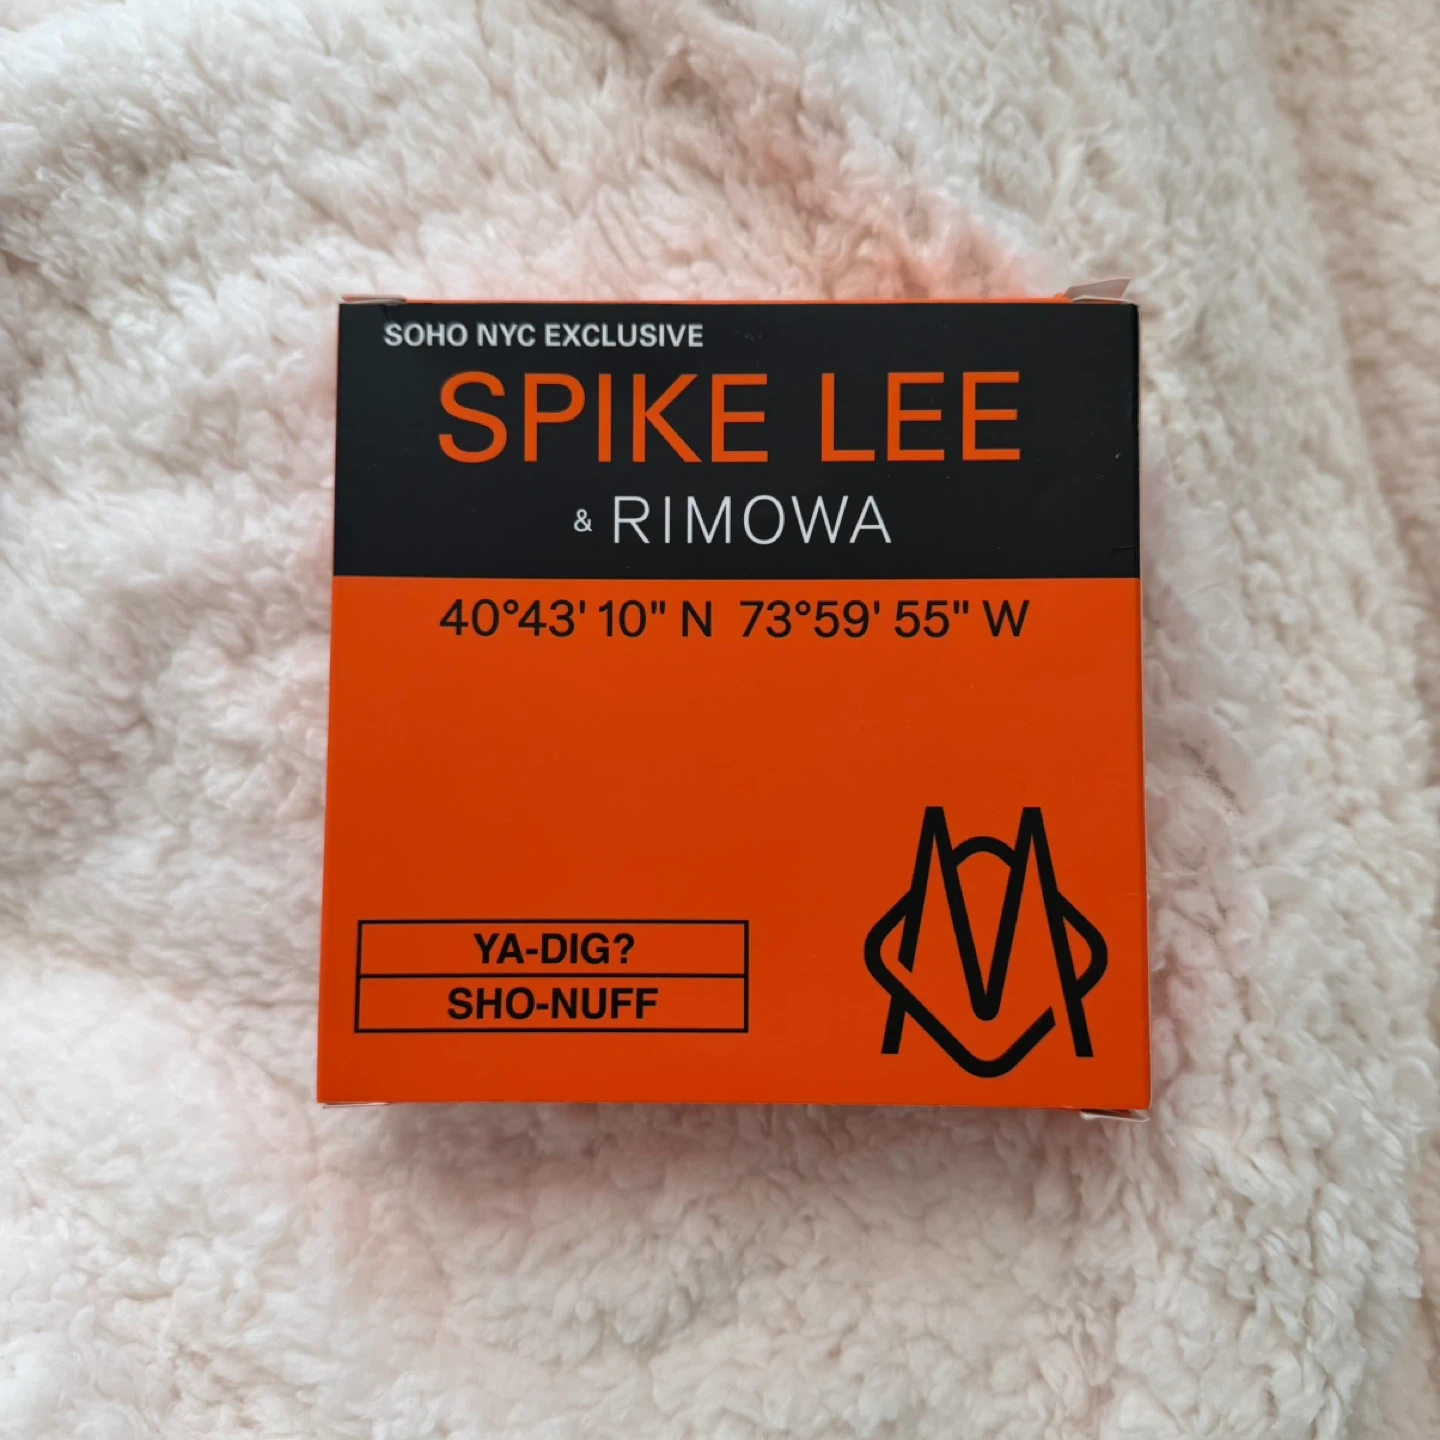 SOHO NYC EXCLUSIVE
SPIKE LEE
& RIMOWA
40°43' 10" N 73°59' 55" W
YA-DIG?
SHO-NUFF